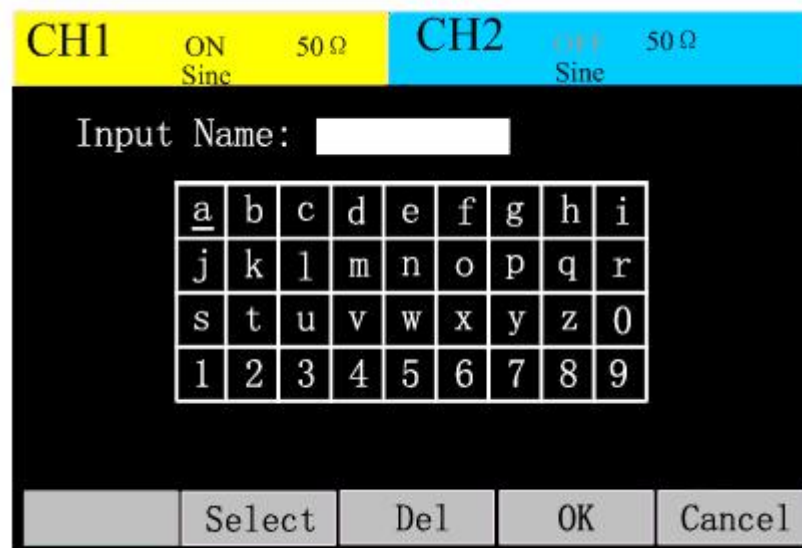 CH1 ON 50Ω CH2 OFF 50Ω
Sine Sine
Input Name:
a b c d e f g h i
j k l m n o p q r
s t u v w x y z 0
1 2 3 4 5 6 7 8 9
Select Del OK Cancel